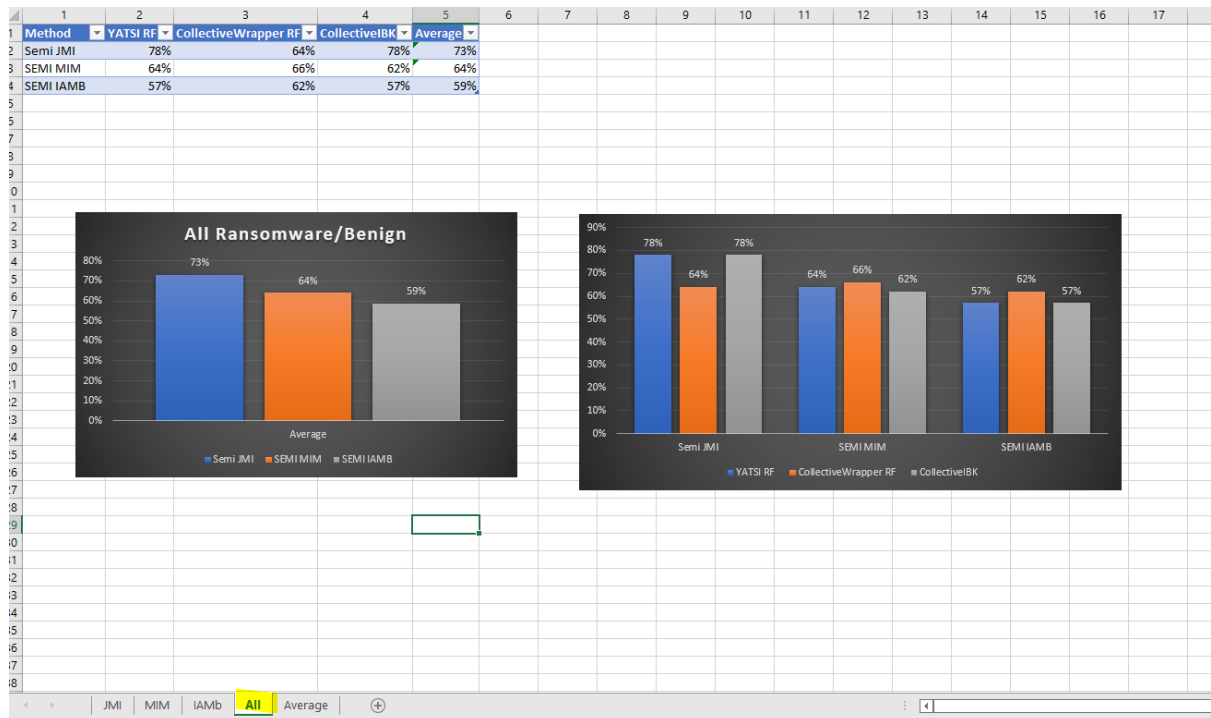 1 2 3 4 5 6 7 8 9 10 11 12 13 14 15 16 17
Method YATSI RF CollectiveWrapper RF CollectiveIBK Average
Semi JMI 78% 64% 78% 73%
SEMI MIM 64% 66% 62% 64%
SEMI IAMB 57% 62% 57% 59%
All Ransomware/Benign
80%
70%
60%
50%
40%
30%
20%
10%
0%
73%
64%
59%
Average
Semi JMI SEMI MIM SEMI IAMB
90%
80%
70%
60%
50%
40%
30%
20%
10%
0%
78% 64% 78% 64% 66% 62% 57% 62% 57%
Semi JMI SEMI MIM SEMI IAMB
YATSI RF CollectiveWrapper RF CollectiveIBK
JMI MIM IAMb All Average